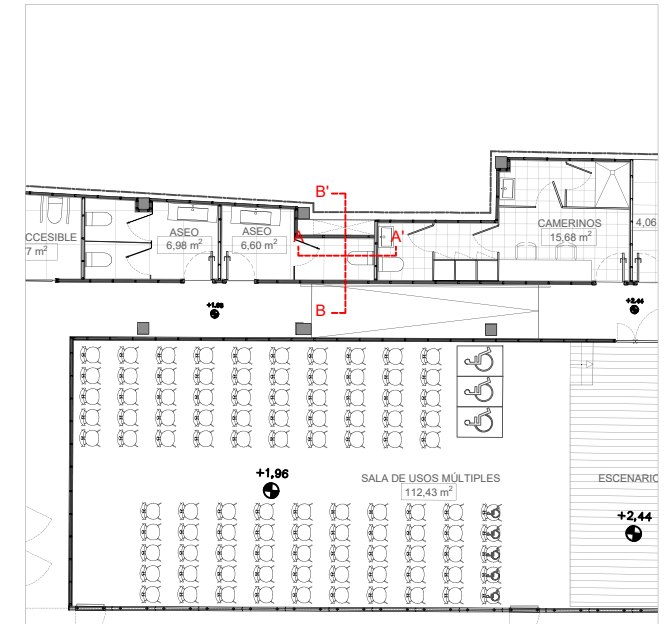 B'
CCESIBLE
7 m²
ASEO
6,98 m²
ASEO
6,60 m²
A
A'
CAMERINOS
15,68 m²
4,06
B
+2.44
+1,96
SALA DE USOS MÚLTIPLES
112,43 m²
ESCENARIO
+2,44